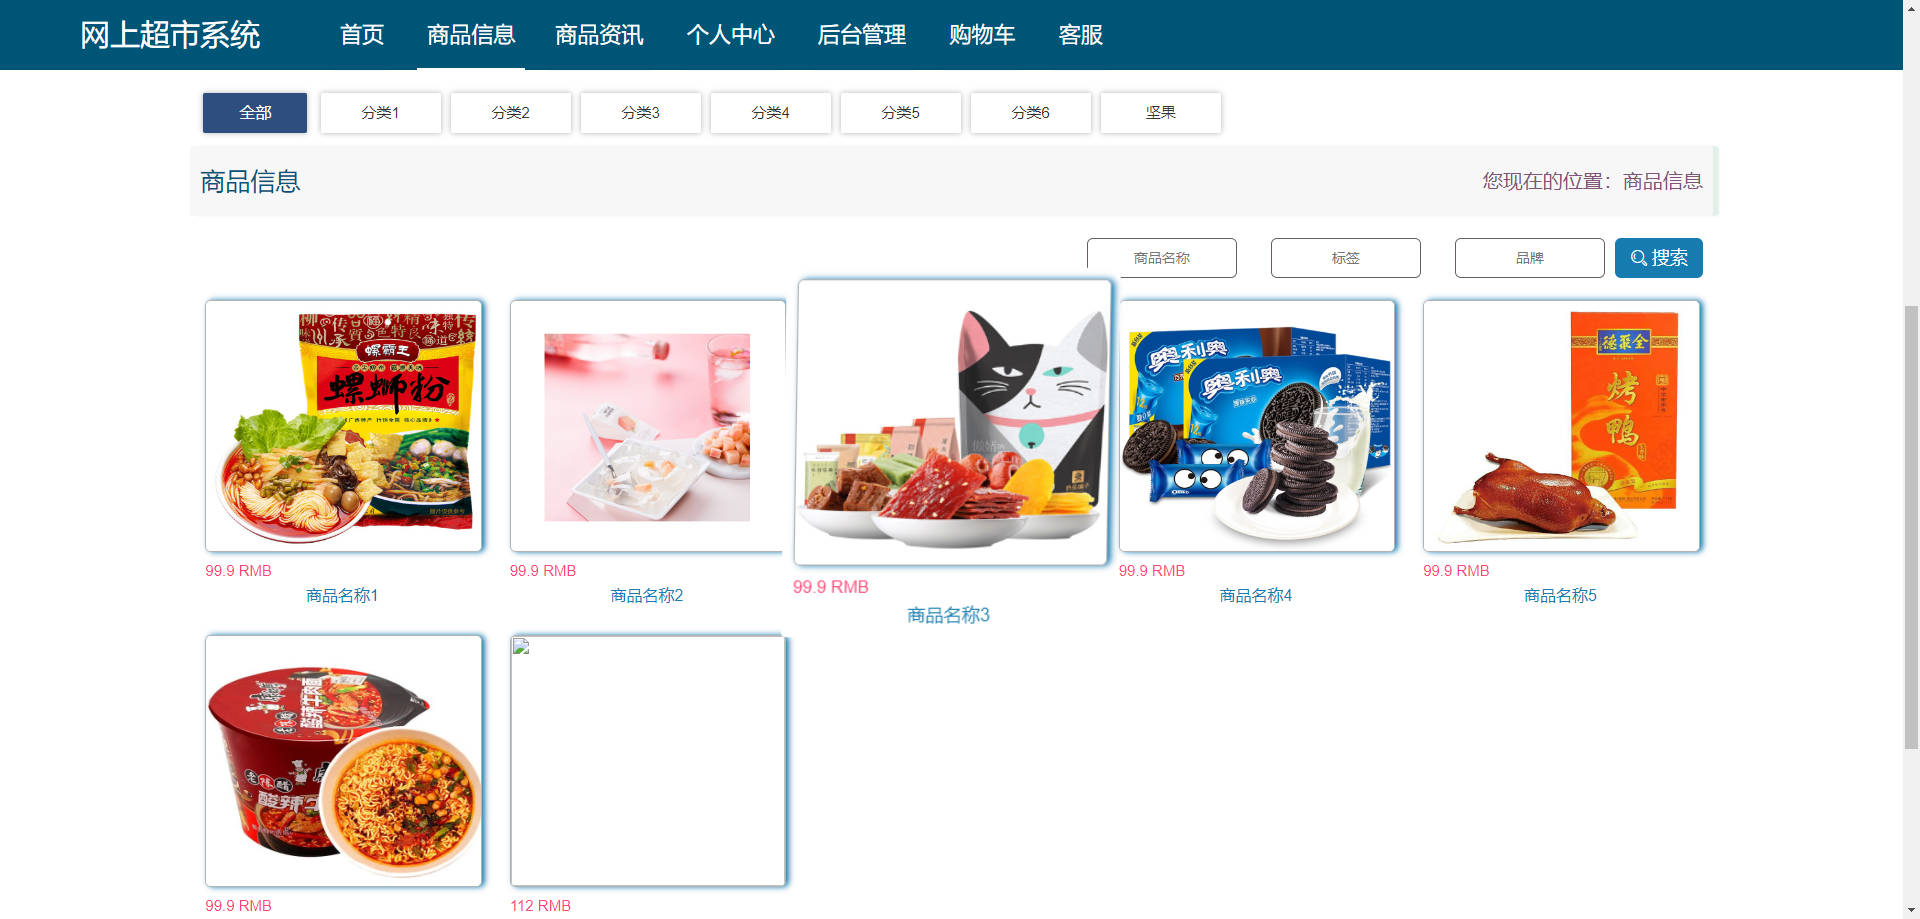 网上超市系统
首页 商品信息 商品资讯 个人中心 后台管理 购物车 客服
全部 分类1 分类2 分类3 分类4 分类5 分类6 坚果
商品信息
您现在的位置：商品信息
商品名称 标签 品牌 搜索
螺霸王
螺蛳粉
奥利奥
奥利奥
全聚德
烤鸭
99.9 RMB
商品名称1
99.9 RMB
商品名称2
99.9 RMB
商品名称3
99.9 RMB
商品名称4
99.9 RMB
商品名称5
酸辣牛肉面
老陈醋
酸辣牛
99.9 RMB
112 RMB